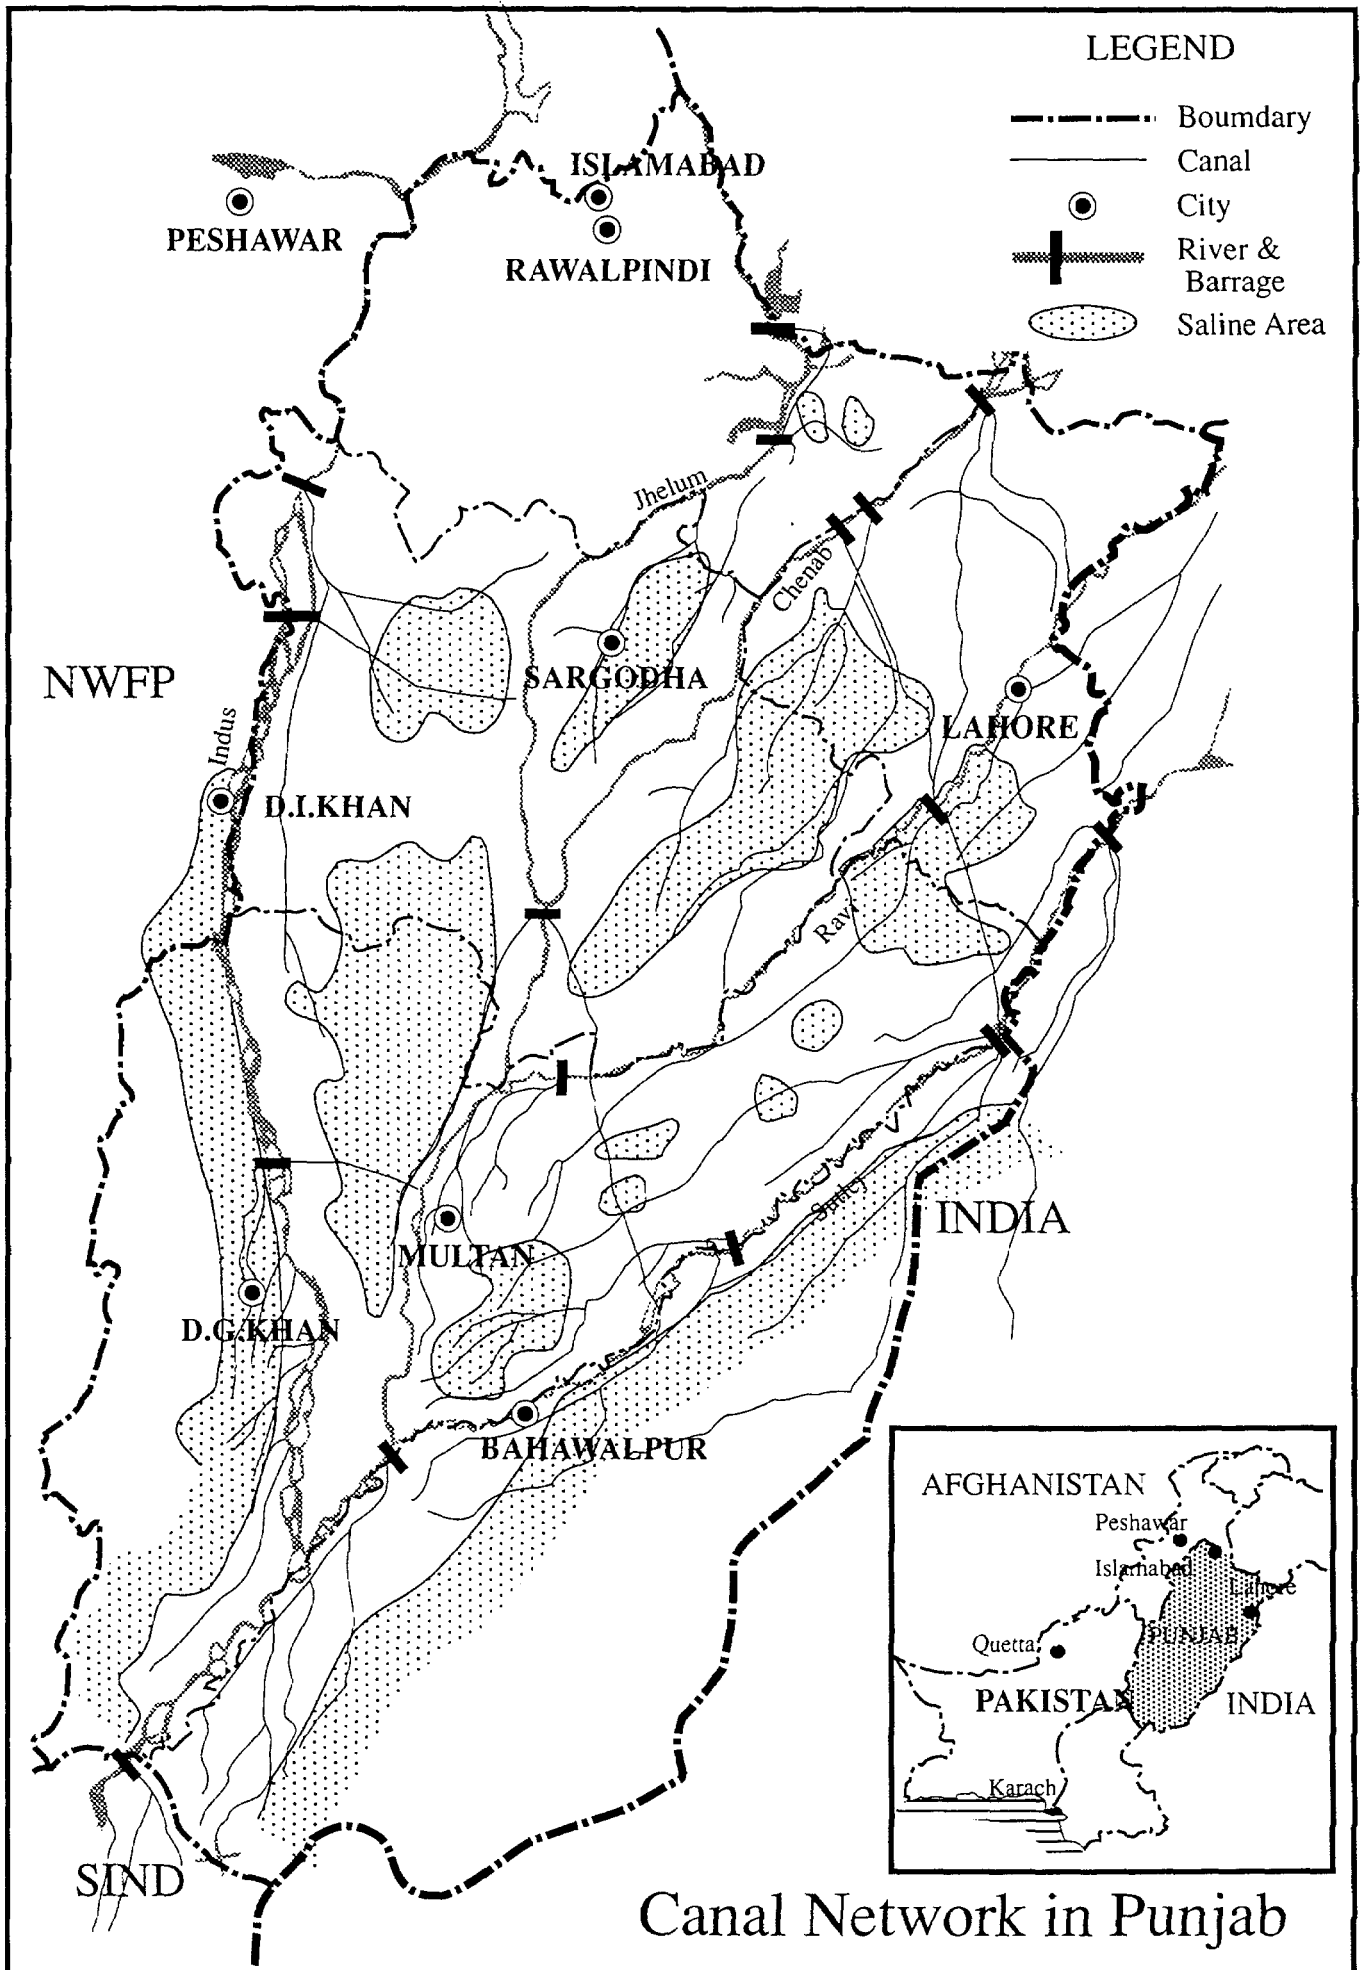 LEGEND
Boumdary
Canal
City
River &
Barrage
Saline Area
ISLAMABAD
PESHAWAR
RAWALPINDI
Jhelum
Chenab
NWFP
SARGODHA
LAHORE
Indus
D.I.KHAN
Ravi
Sutlej
INDIA
MULTAN
D.G.KHAN
BAHAWALPUR
AFGHANISTAN
Peshawar
Islamabad
Lahore
Quetta
PUNJAB
PAKISTAN
INDIA
Karach
SIND
Canal Network in Punjab